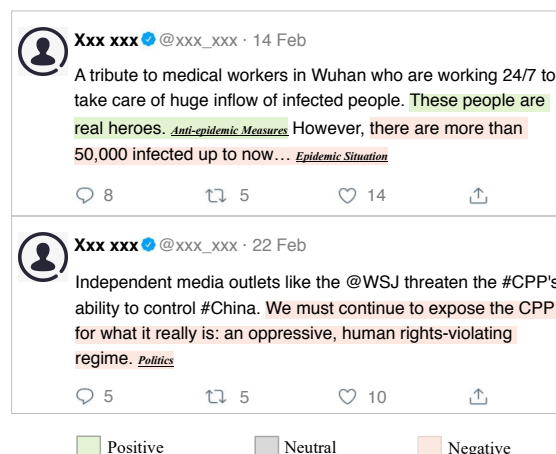 Xxx xxx @xxx_xxx · 14 Feb
A tribute to medical workers in Wuhan who are working 24/7 to
take care of huge inflow of infected people. These people are
real heroes. Anti-epidemic Measures However, there are more than
50,000 infected up to now… Epidemic Situation
8 5 14
Xxx xxx @xxx_xxx · 22 Feb
Independent media outlets like the @WSJ threaten the #CPP's
ability to control #China. We must continue to expose the CPP
for what it really is: an oppressive, human rights-violating
regime. Politics
5 5 10
Positive Neutral Negative